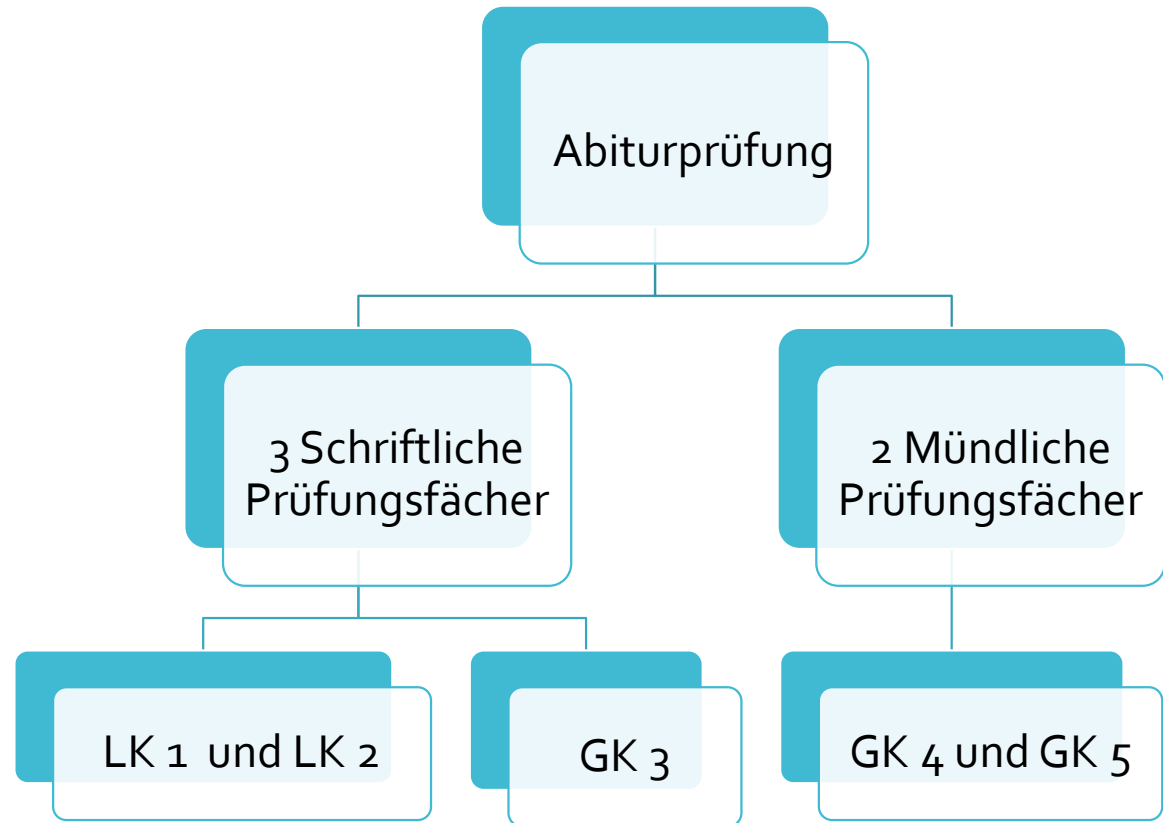 Abiturprüfung
3 Schriftliche
Prüfungsfächer
2 Mündliche
Prüfungsfächer
LK 1 und LK 2
GK 3
GK 4 und GK 5